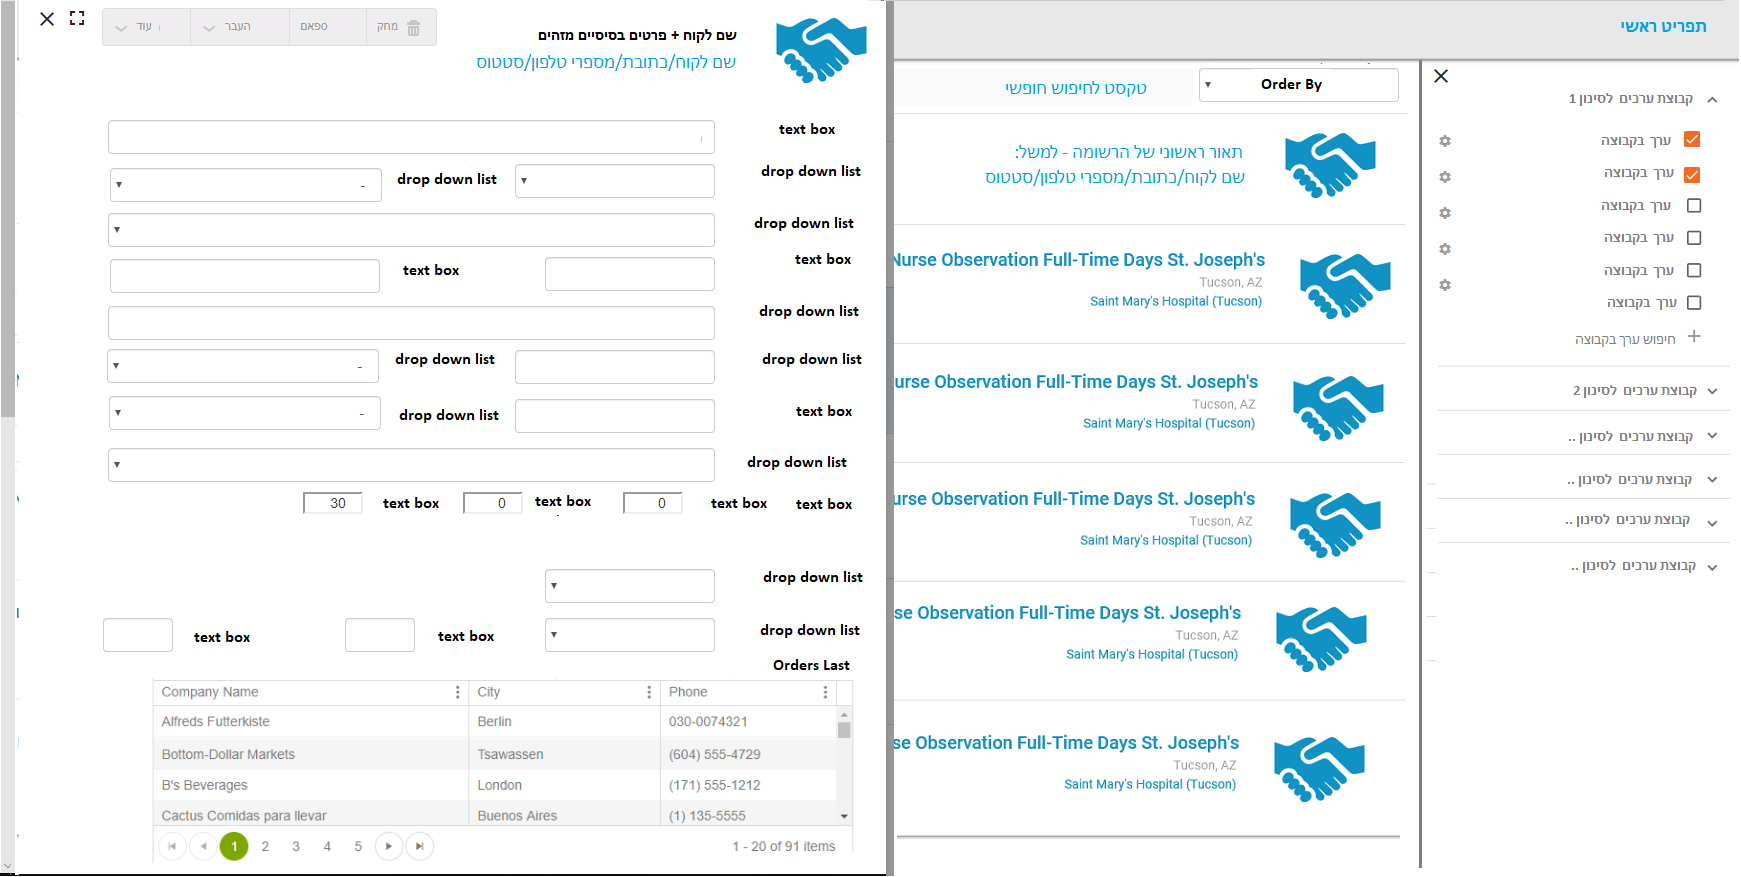 תפריט ראשי
קבוצת ערכים לסינון 1
ערך בקבוצה
ערך בקבוצה
ערך בקבוצה
ערך בקבוצה
ערך בקבוצה
ערך בקבוצה
חיפוש ערך בקבוצה
קבוצת ערכים לסינון 2
קבוצת ערכים לסינון ..
קבוצת ערכים לסינון ..
קבוצת ערכים לסינון ..
קבוצת ערכים לסינון ..
Order By
טקסט לחיפוש חופשי
תאור ראשוני של הרשומה - למשל:
שם לקוח/כתובת/מספרי טלפון/סטטוס
Nurse Observation Full-Time Days St. Joseph's
Tucson, AZ
Saint Mary's Hospital (Tucson)
urse Observation Full-Time Days St. Joseph's
Tucson, AZ
Saint Mary's Hospital (Tucson)
urse Observation Full-Time Days St. Joseph's
Tucson, AZ
Saint Mary's Hospital (Tucson)
se Observation Full-Time Days St. Joseph's
Tucson, AZ
Saint Mary's Hospital (Tucson)
se Observation Full-Time Days St. Joseph's
Tucson, AZ
Saint Mary's Hospital (Tucson)
מחק ספאם העבר עוד
שם לקוח + פרטים בסיסיים מזהים
שם לקוח/כתובת/מספרי טלפון/סטטוס
text box
drop down list - drop down list
drop down list
text box text box
drop down list
drop down list - drop down list
text box - drop down list
drop down list
30 text box 0 text box 0 text box text box
drop down list
text box text box drop down list
Orders Last
Company Name City Phone
Alfreds Futterkiste Berlin 030-0074321
Bottom-Dollar Markets Tsawassen (604) 555-4729
B's Beverages London (171) 555-1212
Cactus Comidas para llevar Buenos Aires (1) 135-5555
1 2 3 4 5 1 - 20 of 91 items